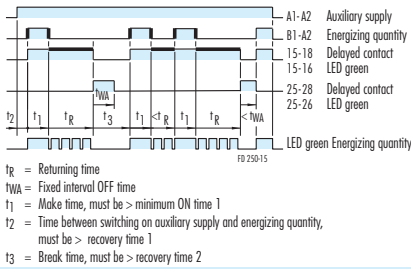 A1-A2 Auxiliary supply
B1-A2 Energizing quantity
15-18 Delayed contact
15-16 LED green
25-28 Delayed contact
25-26 LED green
tWA
t2 t1 tR t3 t1 <tR t1 tR < tWA
LED green Energizing quantity
FD 250-15
tR = Returning time
tWA = Fixed interval OFF time
t1 = Make time, must be > minimum ON time 1
t2 = Time between switching on auxiliary supply and energizing quantity,
must be > recovery time 1
t3 = Break time, must be > recovery time 2